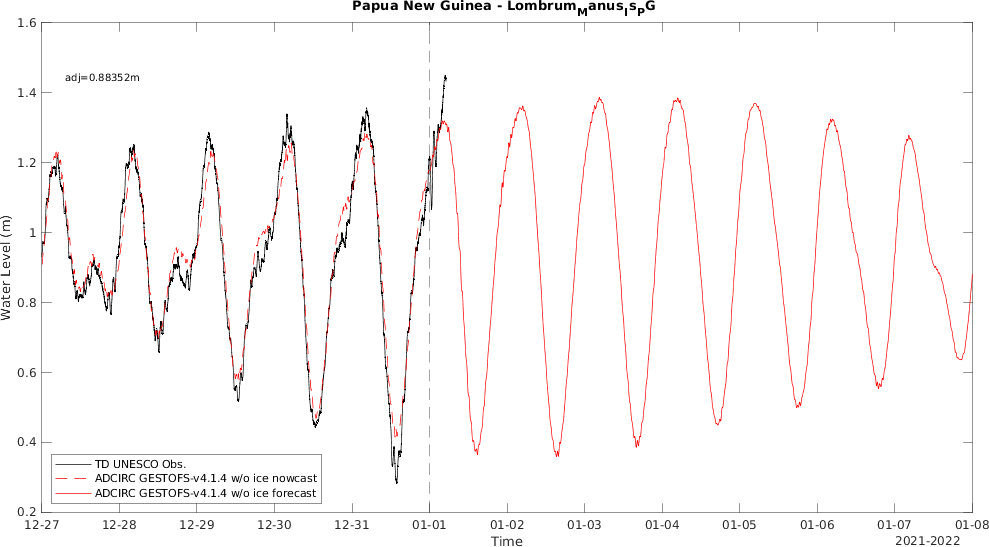 Papua New Guinea - LombrumManusIsPG
adj=0.88352m
1.6
1.4
1.2
1
0.8
0.6
0.4
0.2
Water Level (m)
TD UNESCO Obs.
ADCIRC GESTOFS-v4.1.4 w/o ice nowcast
ADCIRC GESTOFS-v4.1.4 w/o ice forecast
12-27 12-28 12-29 12-30 12-31 01-01 01-02 01-03 01-04 01-05 01-06 01-07 01-08
Time
2021-2022